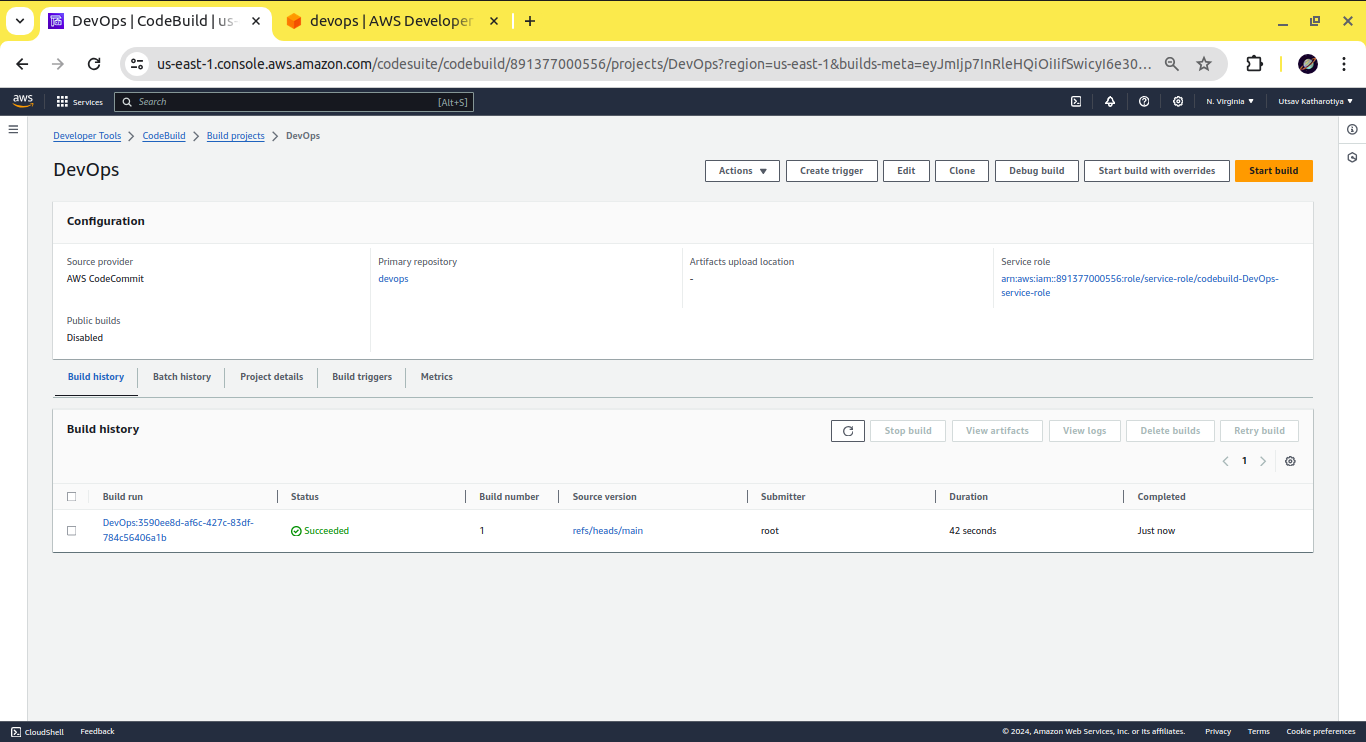 DevOps | CodeBuild | us-
devops | AWS Developer
us-east-1.console.aws.amazon.com/codesuite/codebuild/891377000556/projects/DevOps?region=us-east-1&builds-meta=eyJmIjp7InRleHQiOiIifSwicyI6e30...
aws
Services
Search
[Alt+S]
N. Virginia
Utsav Katharotiya
Developer Tools
CodeBuild
Build projects
DevOps
DevOps
Actions
Create trigger
Edit
Clone
Debug build
Start build with overrides
Start build
Configuration
Source provider
AWS CodeCommit
Primary repository
devops
Artifacts upload location
-
Service role
arn:aws:iam::891377000556:role/service-role/codebuild-DevOps-
service-role
Public builds
Disabled
Build history
Batch history
Project details
Build triggers
Metrics
Build history
Stop build
View artifacts
View logs
Delete builds
Retry build
1
Build run
Status
Build number
Source version
Submitter
Duration
Completed
DevOps:3590ee8d-af6c-427c-83df-
784c56406a1b
Succeeded
1
refs/heads/main
root
42 seconds
Just now
CloudShell
Feedback
© 2024, Amazon Web Services, Inc. or its affiliates.
Privacy
Terms
Cookie preferences